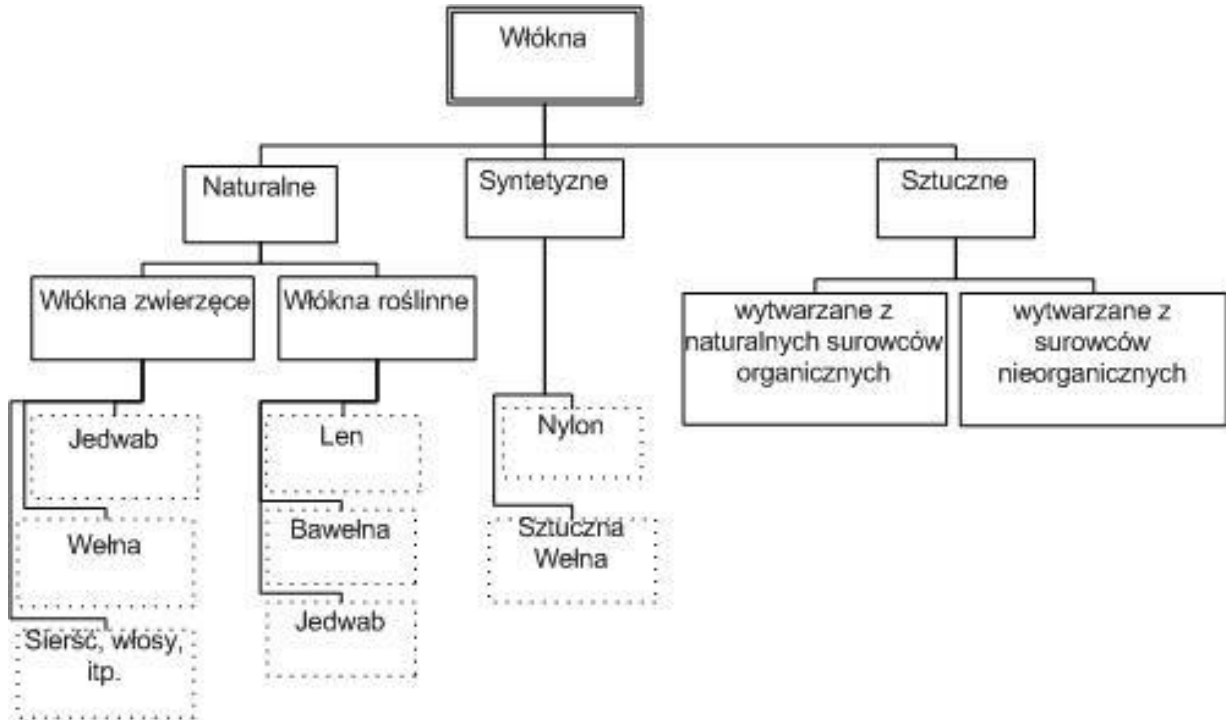 Włókna
Naturalne
Syntetyzne
Sztuczne
Włókna zwierzęce
Włókna roślinne
wytwarzane z
naturalnych surowców
organicznych
wytwarzane z
surowców
nieorganicznych
Jedwab
Len
Nylon
Wełna
Bawełna
Sztuczna
Wełna
Sierść, włosy,
itp.
Jedwab